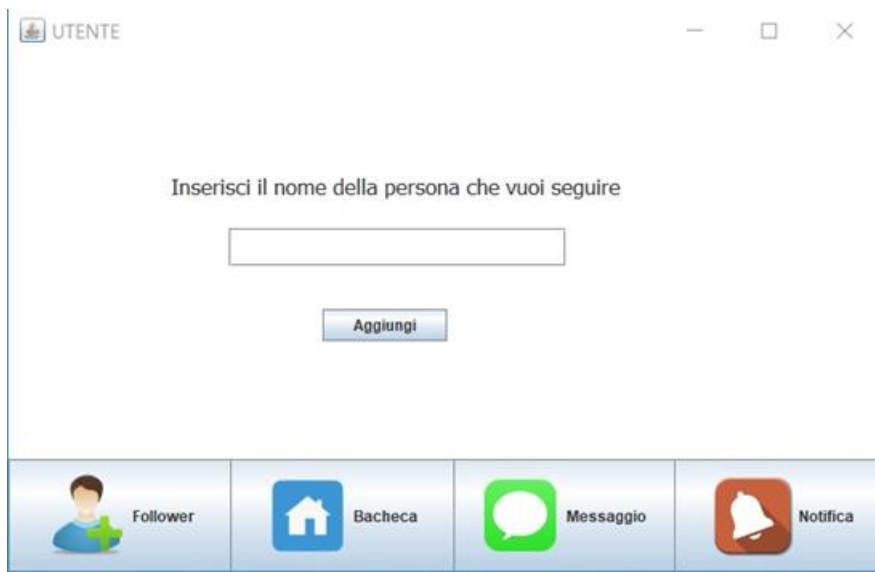 UTENTE
Inserisci il nome della persona che vuoi seguire
Aggiungi
Follower
Bacheca
Messaggio
Notifica